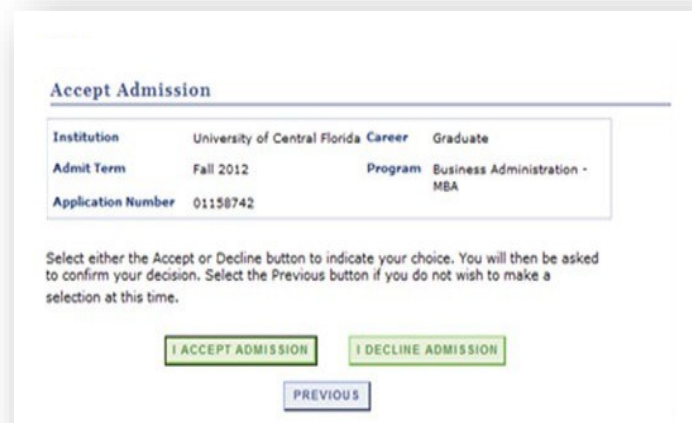 Accept Admission
Institution University of Central Florida Career Graduate
Admit Term Fall 2012 Program Business Administration -
MBA
Application Number 01158742
Select either the Accept or Decline button to indicate your choice. You will then be asked
to confirm your decision. Select the Previous button if you do not wish to make a
selection at this time.
I ACCEPT ADMISSION I DECLINE ADMISSION
PREVIOUS